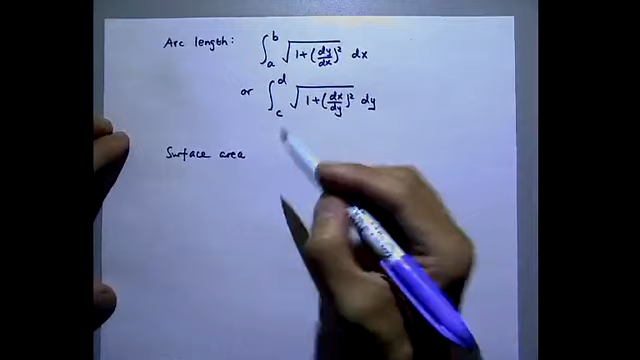 Arc length: ∫_a^b √(1+(dy/dx)²) dx
or ∫_c^d √(1+(dx/dy)²) dy
Surface area